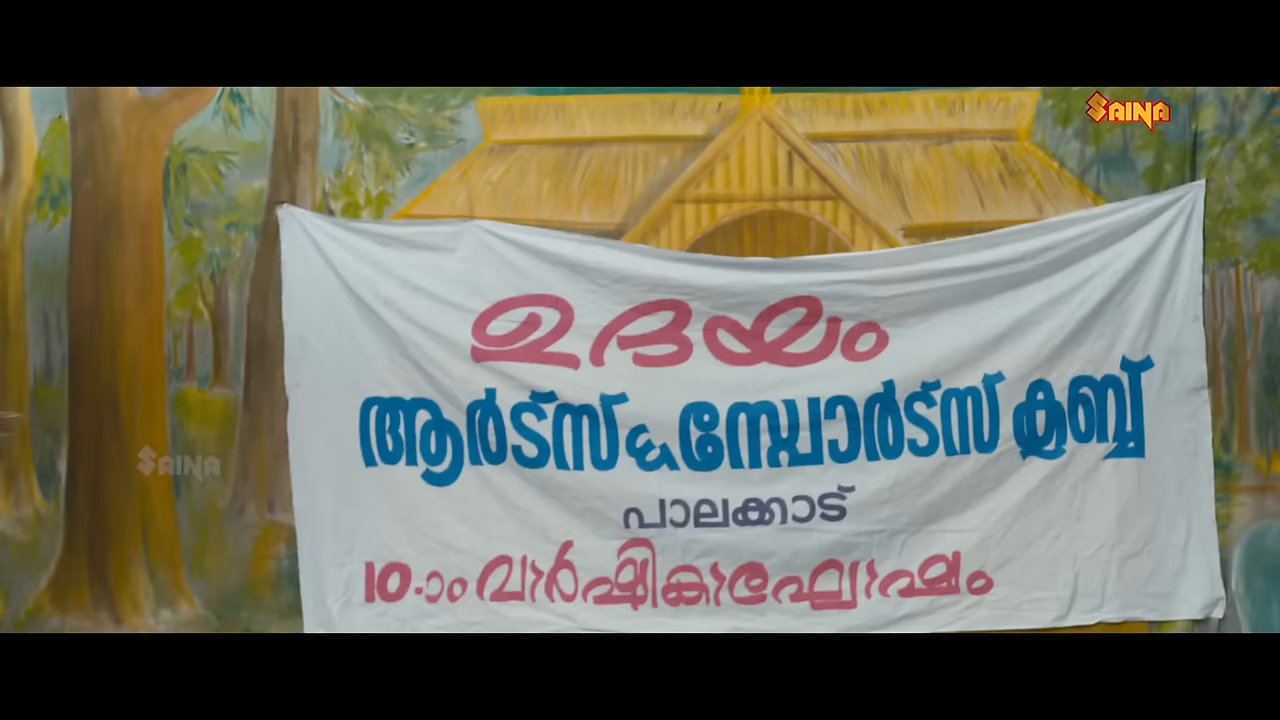 SAINA
ഉദയം
ആർട്സ് & സ്പോർട്സ് ക്ലബ്ബ്
പാലക്കാട്
10-ാം വാർഷികാഘോഷം
SAINA